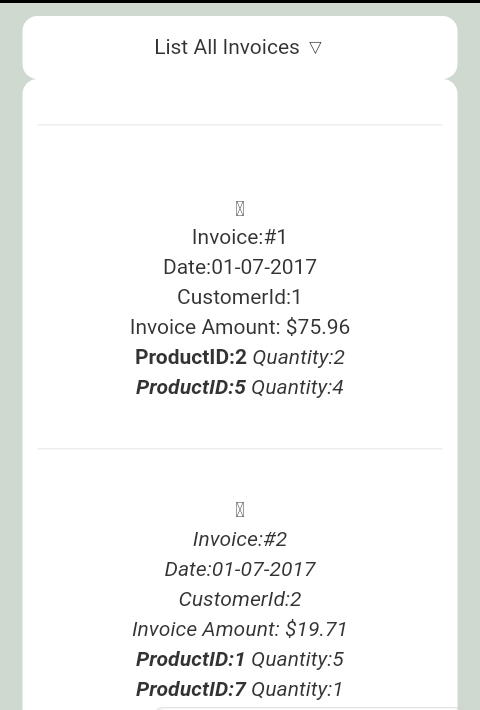 List All Invoices ▽
Invoice:#1
Date:01-07-2017
CustomerId:1
Invoice Amount: $75.96
ProductID:2 Quantity:2
ProductID:5 Quantity:4
Invoice:#2
Date:01-07-2017
CustomerId:2
Invoice Amount: $19.71
ProductID:1 Quantity:5
ProductID:7 Quantity:1